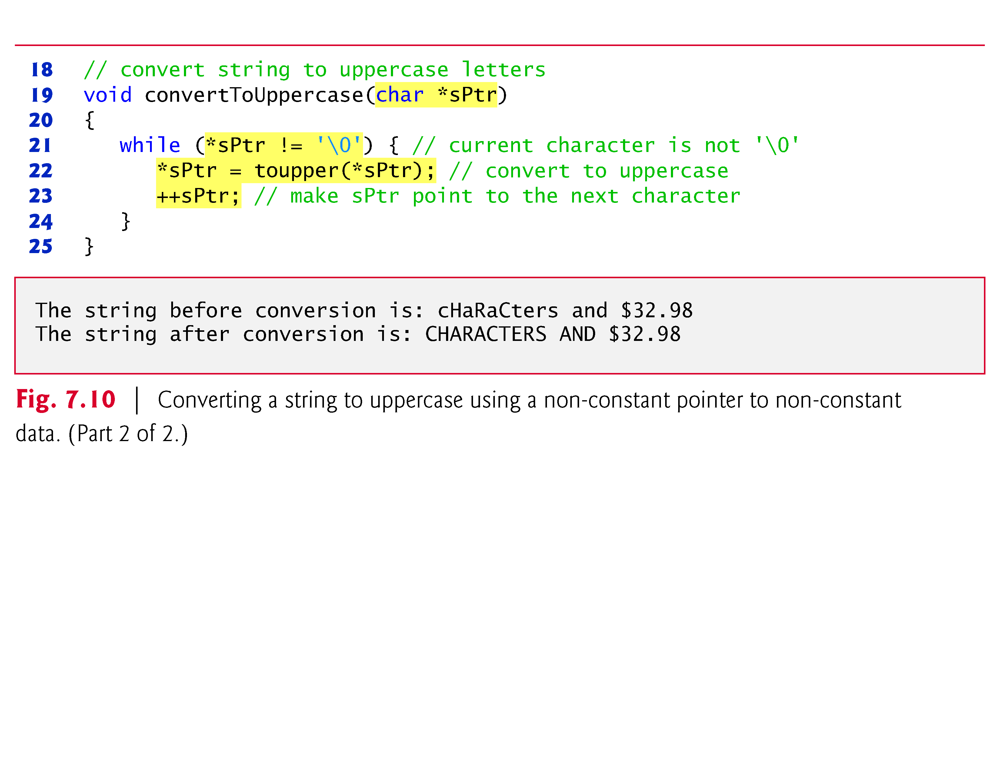 18 // convert string to uppercase letters
19 void convertToUppercase(char *sPtr)
20 {
21 while (*sPtr != '\0') { // current character is not '\0'
22 *sPtr = toupper(*sPtr); // convert to uppercase
23 ++sPtr; // make sPtr point to the next character
24 }
25 }
The string before conversion is: cHaRaCters and $32.98
The string after conversion is: CHARACTERS AND $32.98
Fig. 7.10 | Converting a string to uppercase using a non-constant pointer to non-constant
data. (Part 2 of 2.)